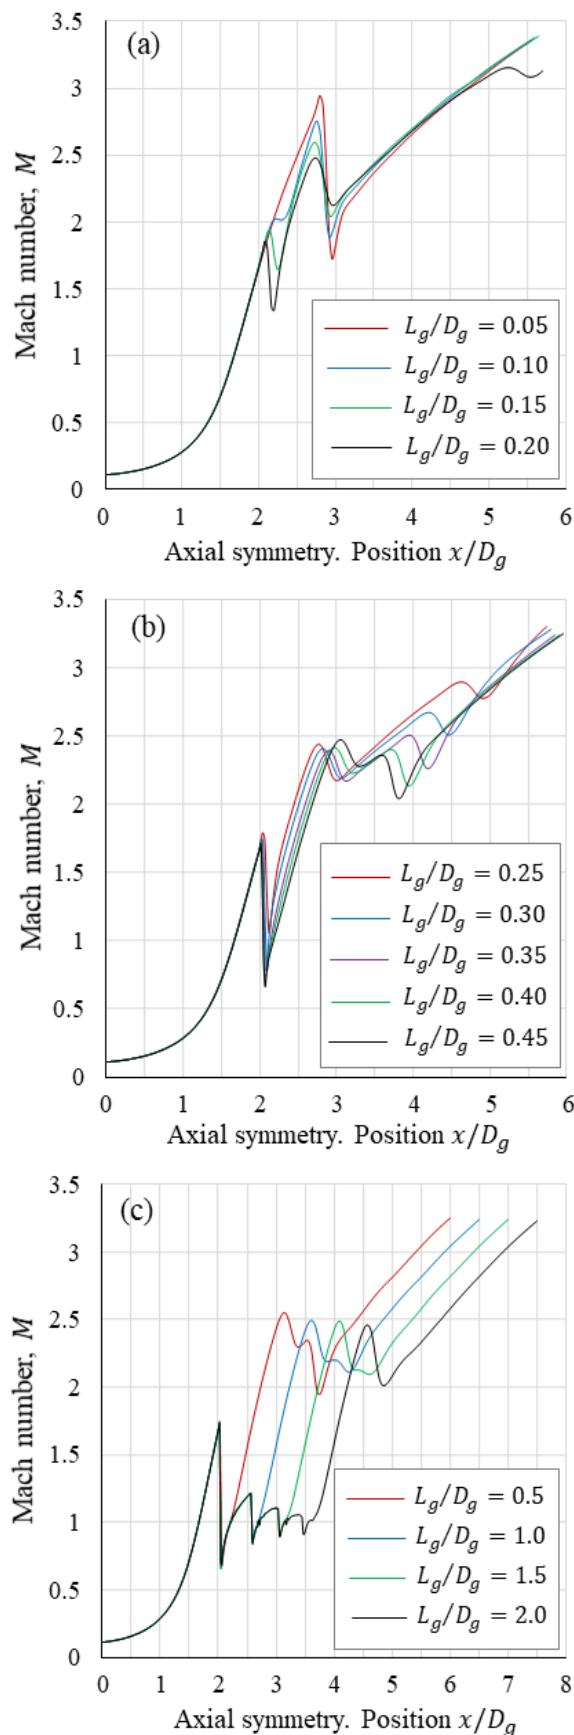 (a)
3.5
3
2.5
2
1.5
1
0.5
0
Mach number, M
L_g/D_g = 0.05
L_g/D_g = 0.10
L_g/D_g = 0.15
L_g/D_g = 0.20
0 1 2 3 4 5 6
Axial symmetry. Position x/D_g
(b)
3.5
3
2.5
2
1.5
1
0.5
0
Mach number, M
L_g/D_g = 0.25
L_g/D_g = 0.30
L_g/D_g = 0.35
L_g/D_g = 0.40
L_g/D_g = 0.45
0 1 2 3 4 5 6
Axial symmetry. Position x/D_g
(c)
3.5
3
2.5
2
1.5
1
0.5
0
Mach number, M
L_g/D_g = 0.5
L_g/D_g = 1.0
L_g/D_g = 1.5
L_g/D_g = 2.0
0 1 2 3 4 5 6 7 8
Axial symmetry. Position x/D_g